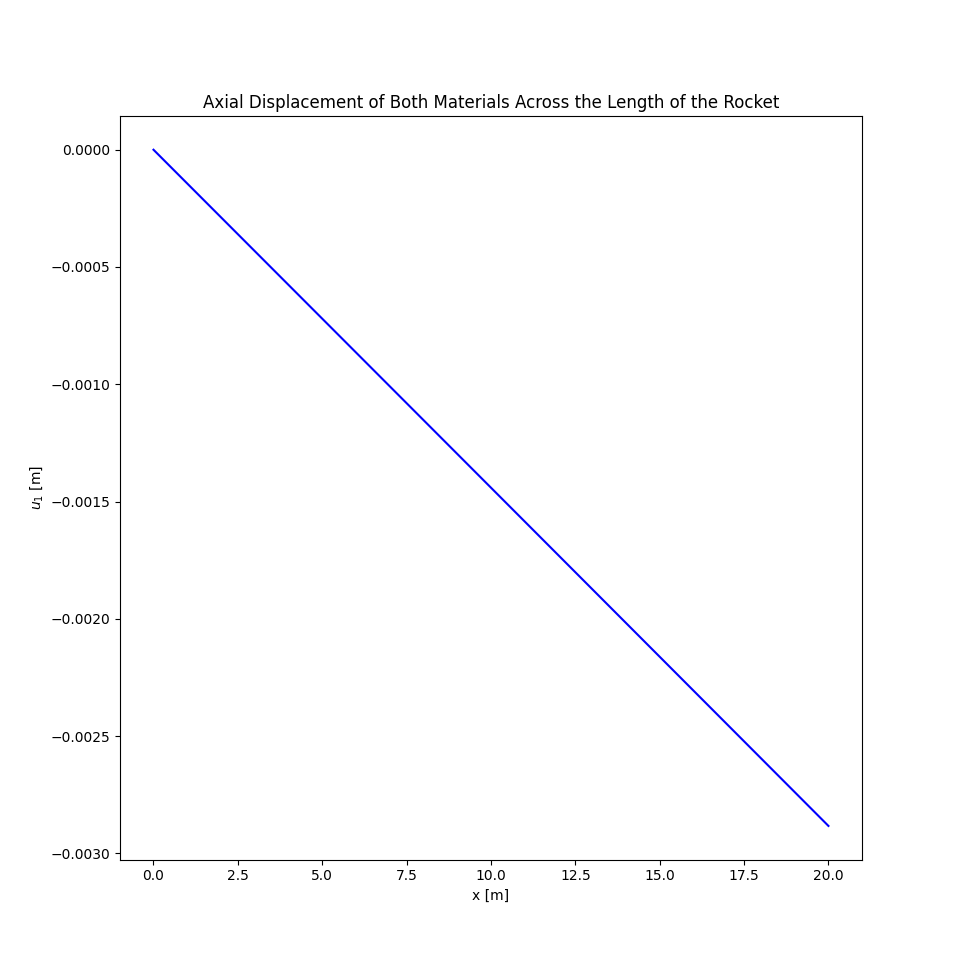 Axial Displacement of Both Materials Across the Length of the Rocket
0.0000
−0.0005
−0.0010
−0.0015
−0.0020
−0.0025
−0.0030
u₁ [m]
0.0 2.5 5.0 7.5 10.0 12.5 15.0 17.5 20.0
x [m]